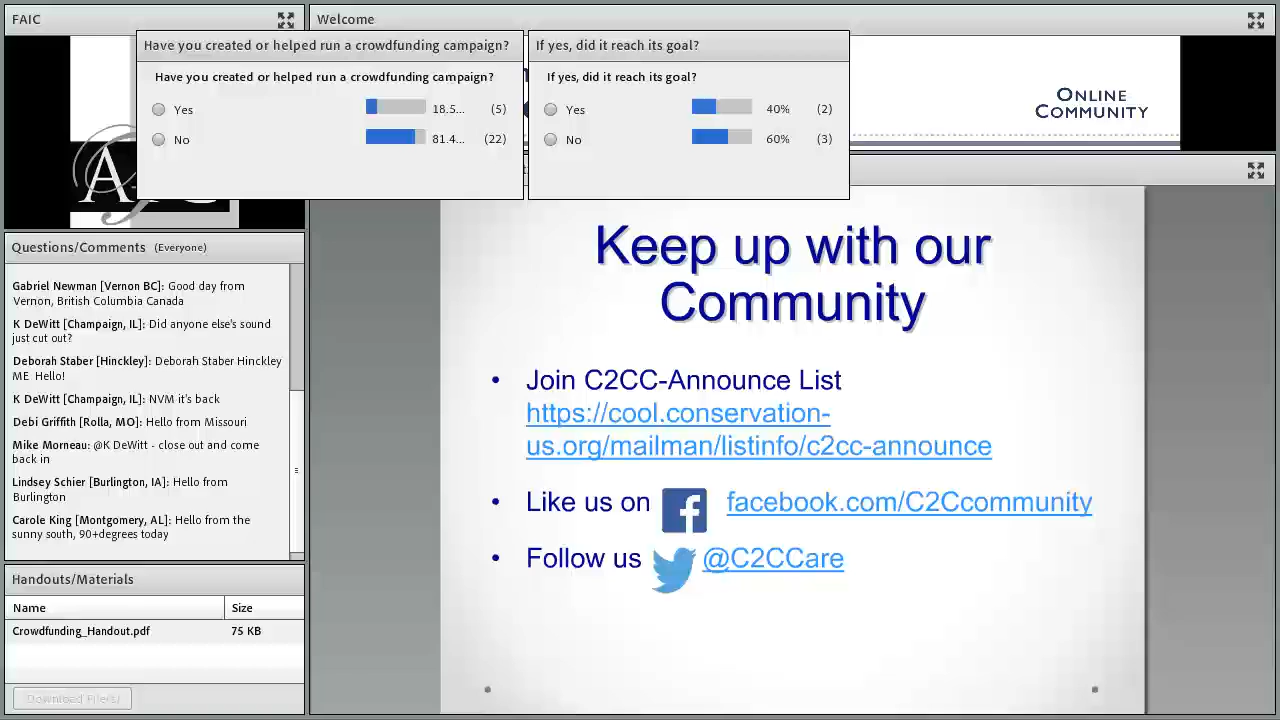 FAIC
Welcome
Have you created or helped run a crowdfunding campaign?
Have you created or helped run a crowdfunding campaign?
Yes 18.5... (5)
No 81.4... (22)
If yes, did it reach its goal?
If yes, did it reach its goal?
Yes 40% (2)
No 60% (3)
ONLINE
COMMUNITY
Questions/Comments (Everyone)
Gabriel Newman [Vernon BC]: Good day from
Vernon, British Columbia Canada
K DeWitt [Champaign, IL]: Did anyone else's sound
just cut out?
Deborah Staber [Hinckley]: Deborah Staber Hinckley
ME Hello!
K DeWitt [Champaign, IL]: NVM it's back
Debi Griffith [Rolla, MO]: Hello from Missouri
Mike Morneau: @K DeWitt - close out and come
back in
Lindsey Schier [Burlington, IA]: Hello from
Burlington
Carole King [Montgomery, AL]: Hello from the
sunny south, 90+degrees today
Handouts/Materials
Name Size
Crowdfunding_Handout.pdf 75 KB
Download File(s)
Keep up with our
Community
• Join C2CC-Announce List
https://cool.conservation-
us.org/mailman/listinfo/c2cc-announce
• Like us on f facebook.com/C2Ccommunity
• Follow us @C2CCare